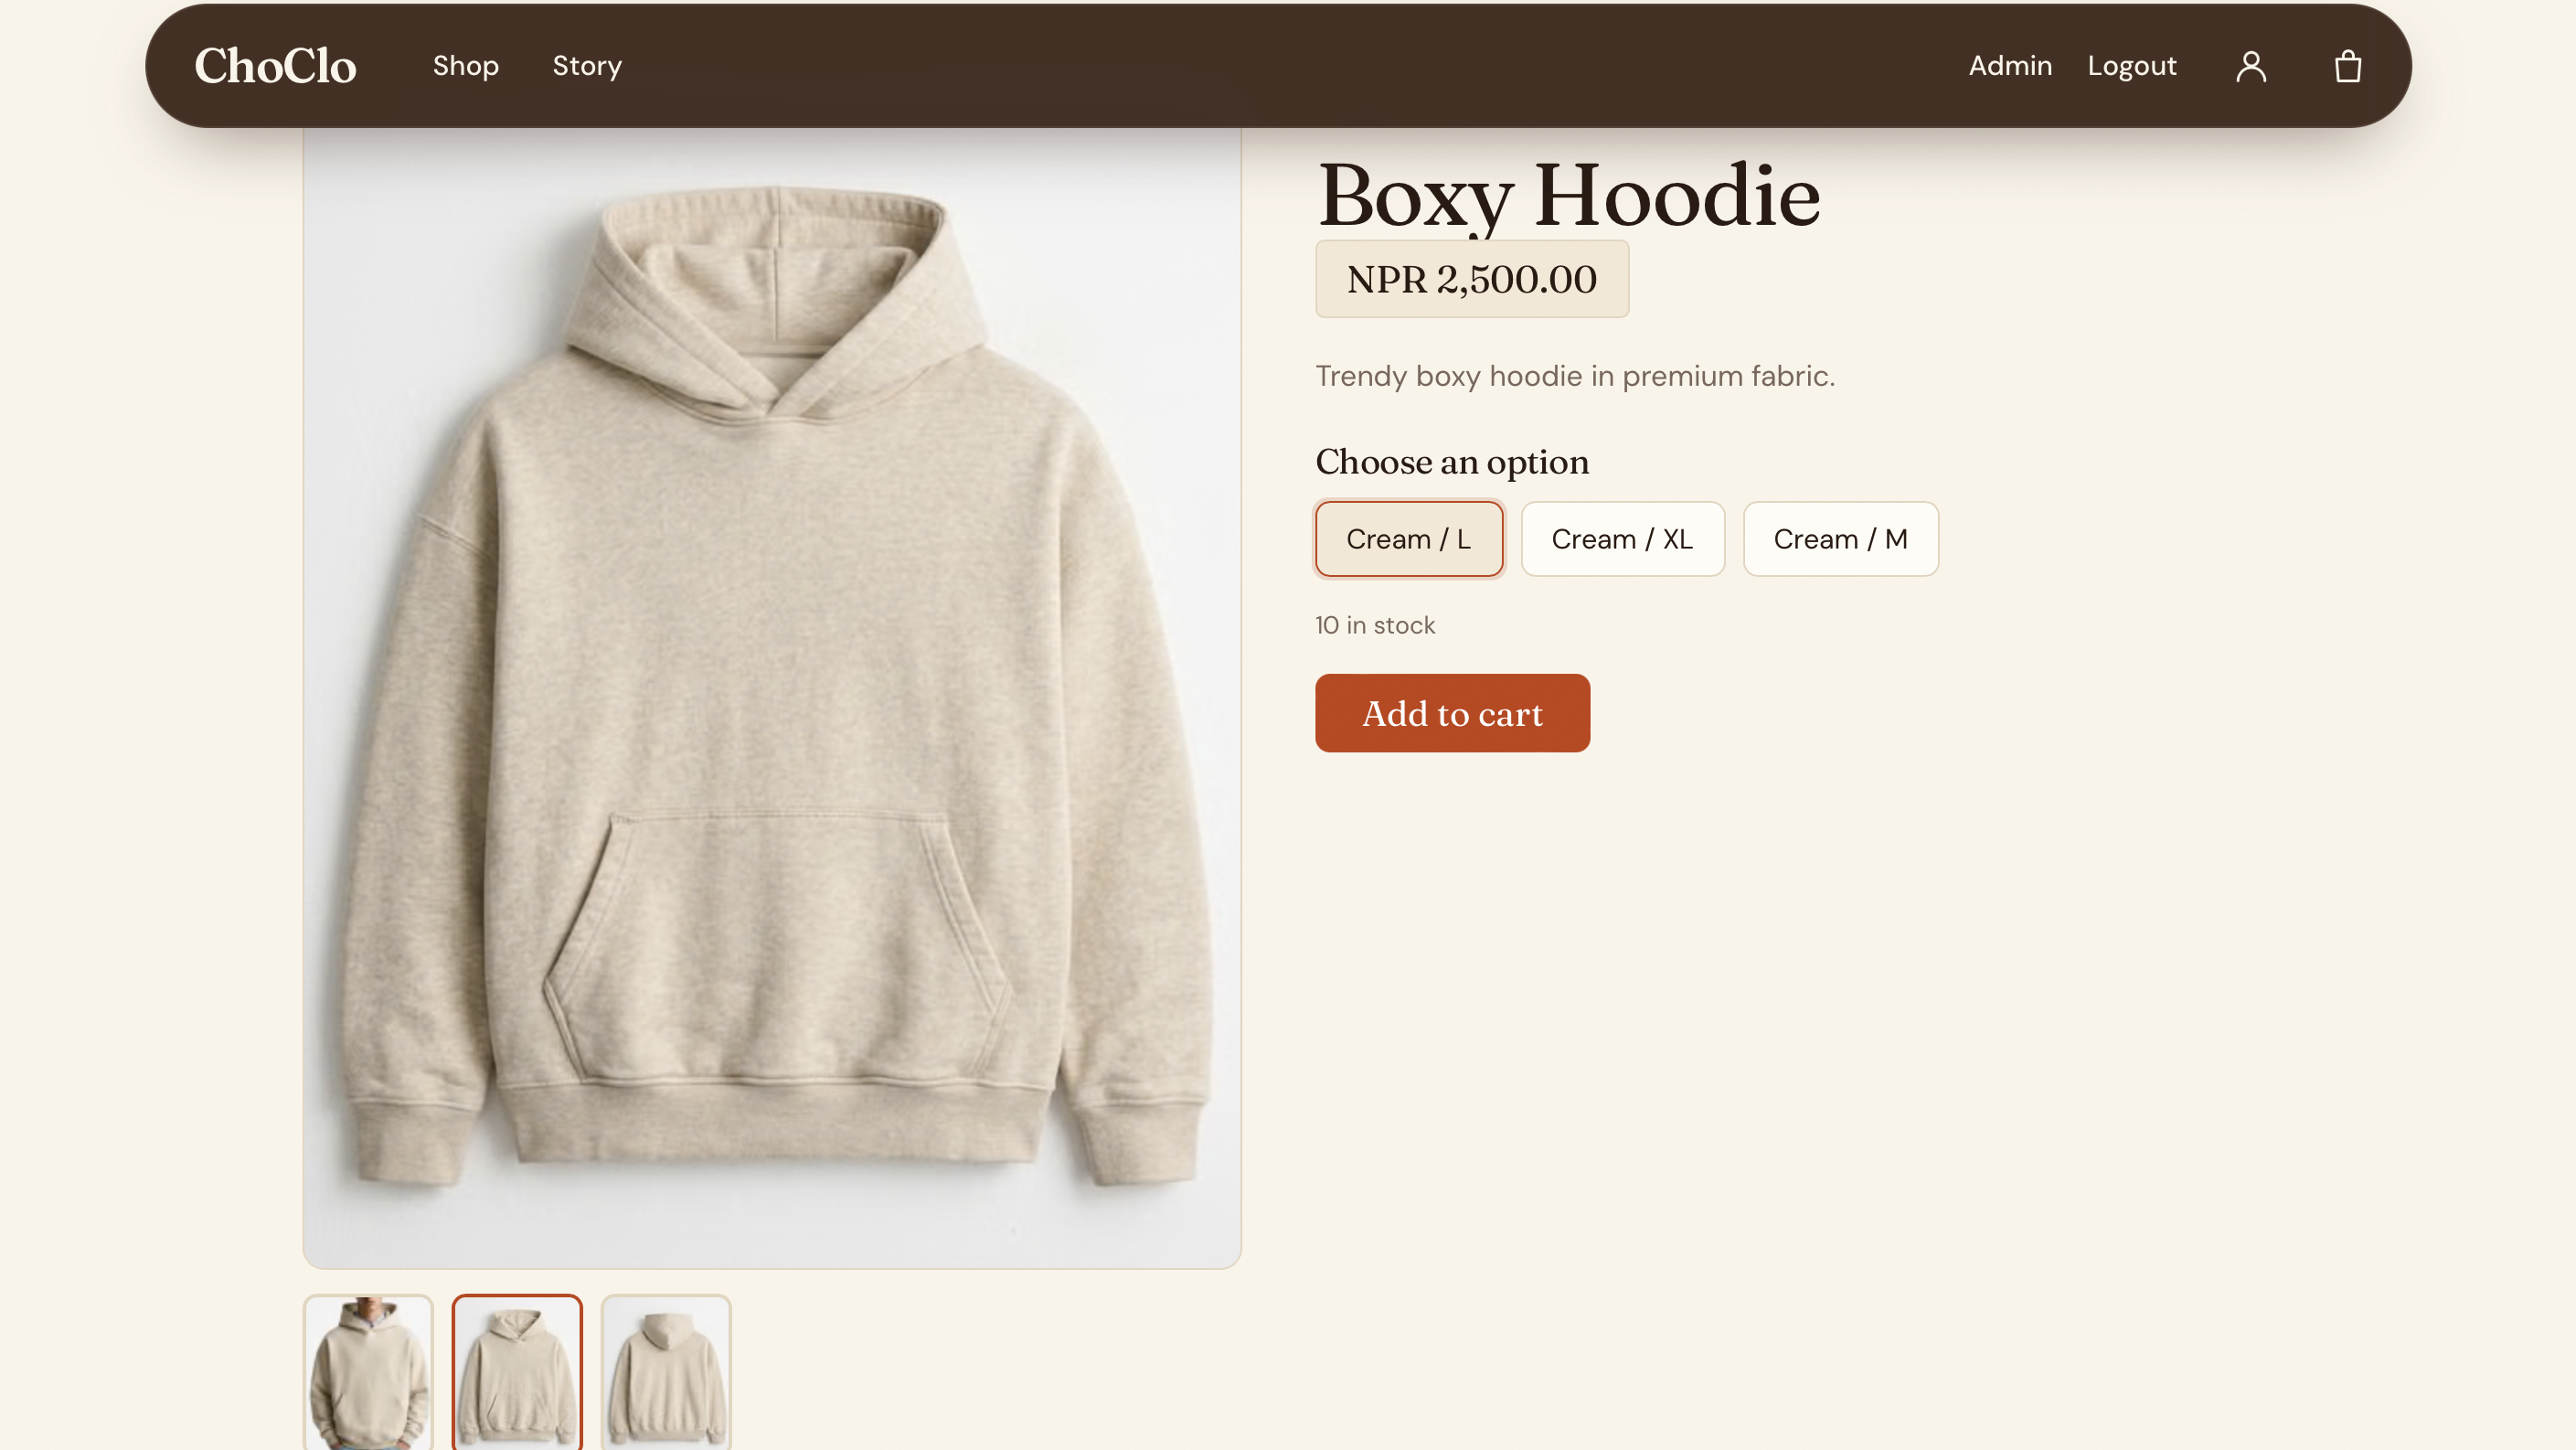 ChoClo Shop Story Admin Logout
Boxy Hoodie
NPR 2,500.00
Trendy boxy hoodie in premium fabric.
Choose an option
Cream / L Cream / XL Cream / M
10 in stock
Add to cart